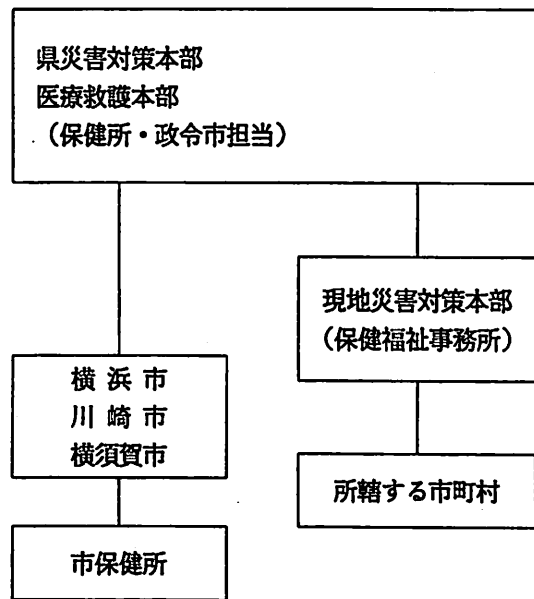 県災害対策本部
医療救護本部
（保健所・政令市担当）
現地災害対策本部
（保健福祉事務所）
横浜市
川崎市
横須賀市
所轄する市町村
市保健所